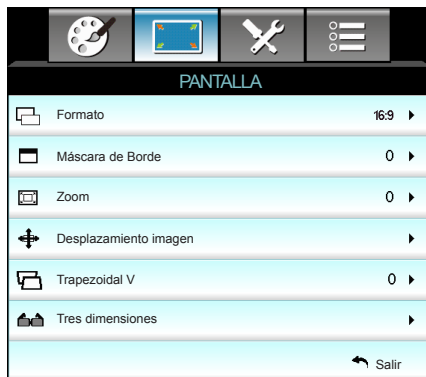 PANTALLA
Formato 16:9
Máscara de Borde 0
Zoom 0
Desplazamiento imagen
Trapezoidal V 0
Tres dimensiones
Salir